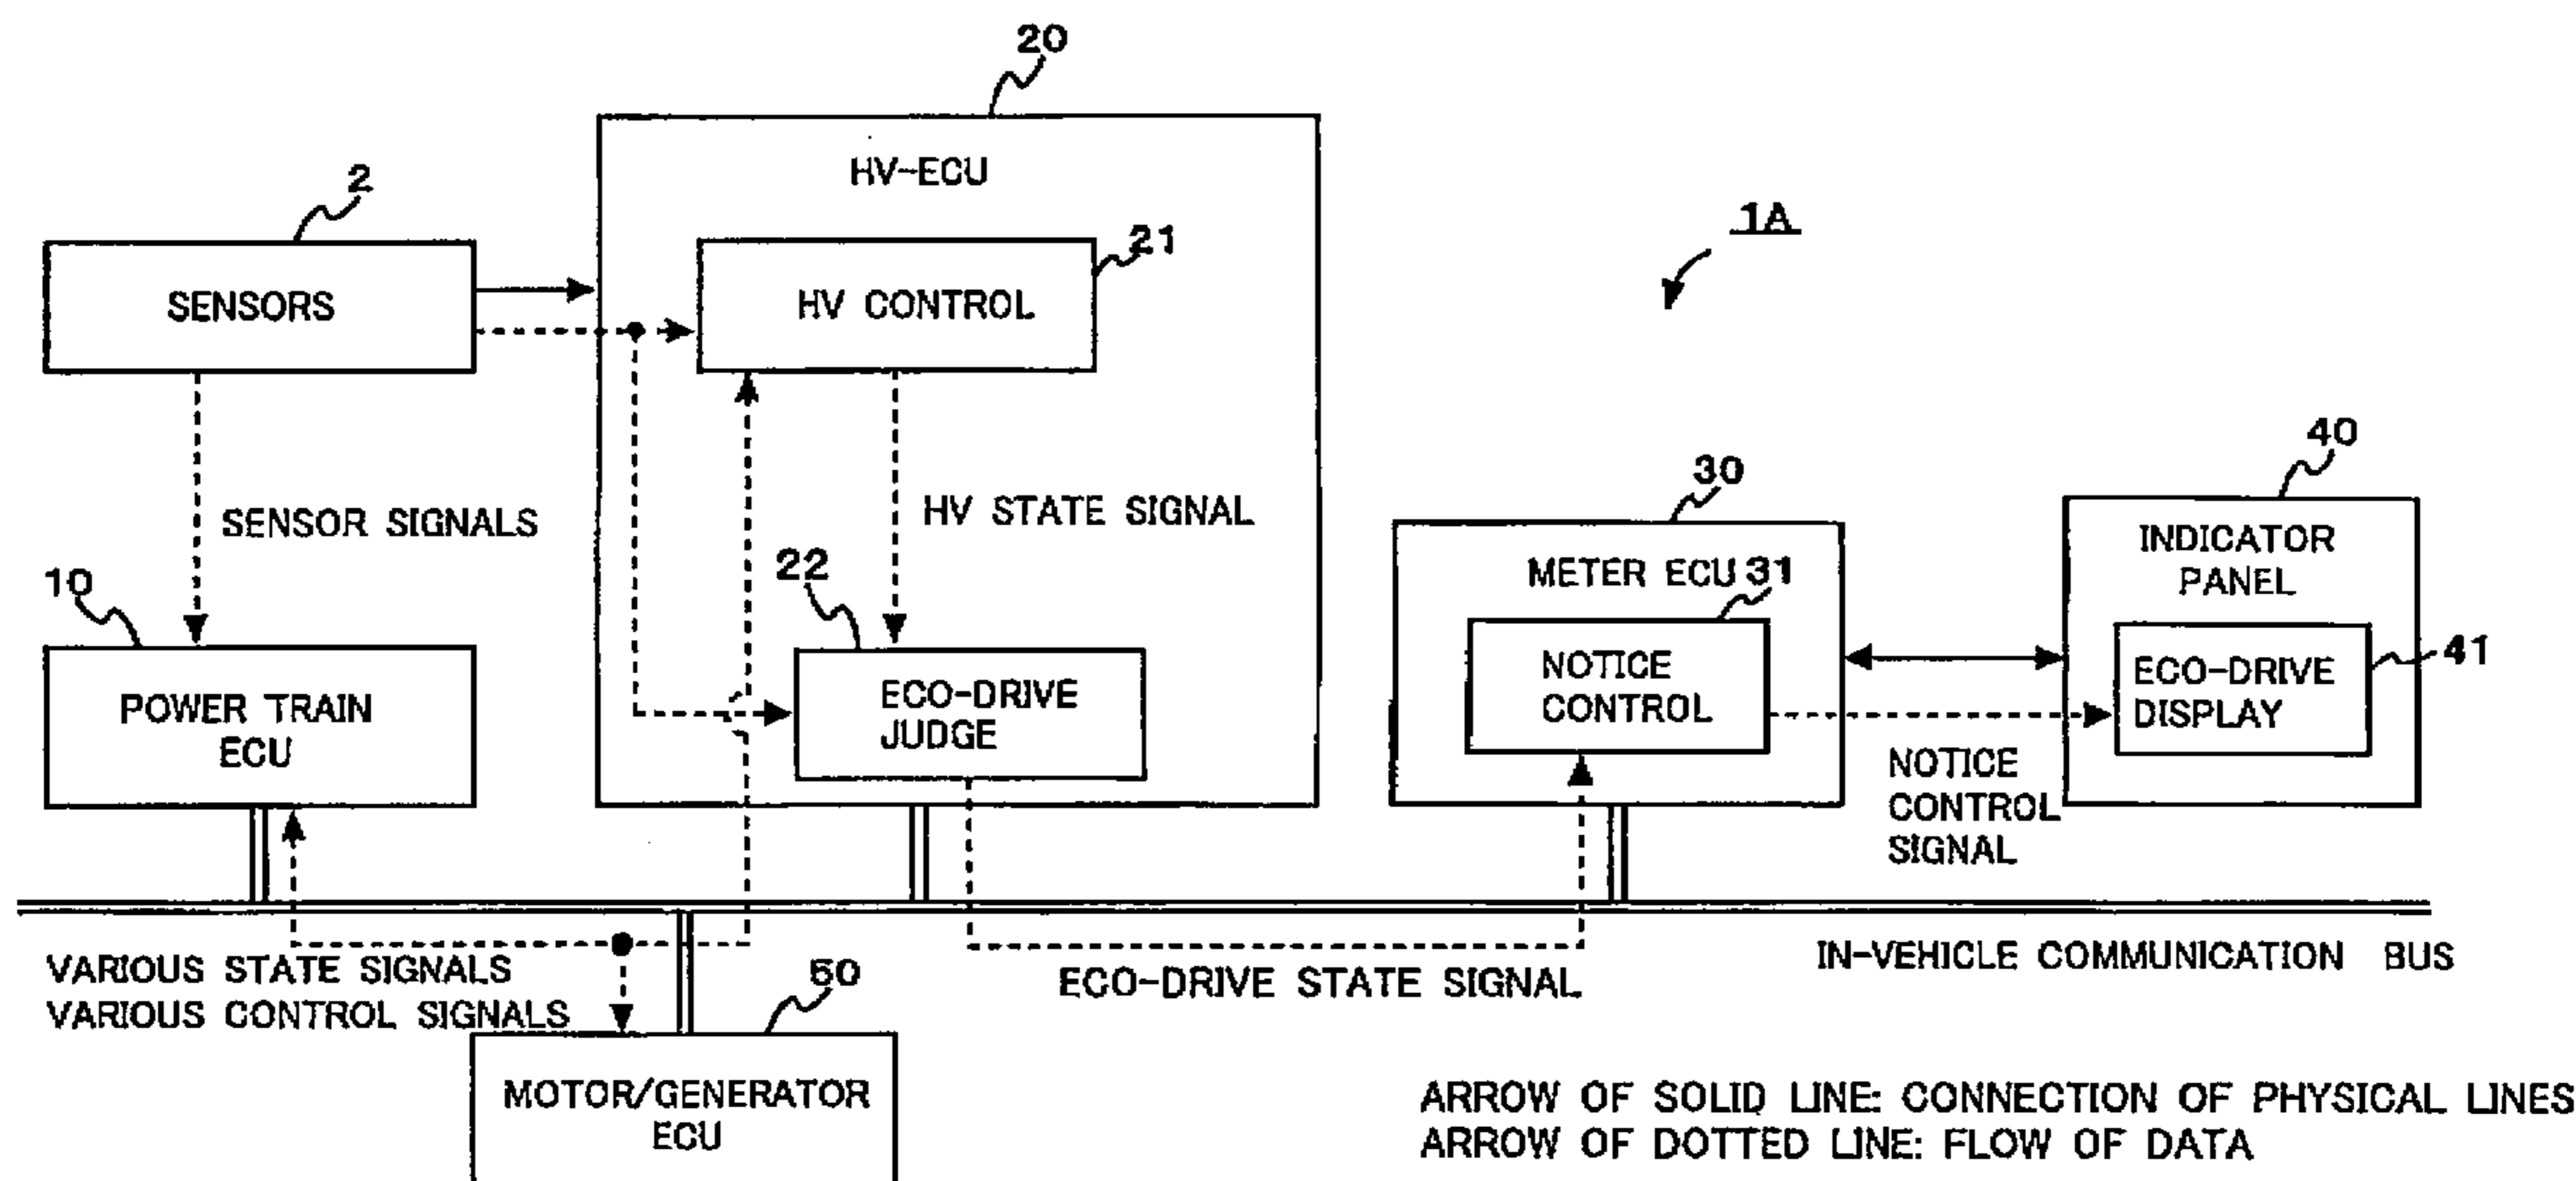 20
HV-ECU
2
SENSORS
21
HV CONTROL
1A
SENSOR SIGNALS
HV STATE SIGNAL
10
POWER TRAIN
ECU
22
ECO-DRIVE
JUDGE
30
METER ECU
31
NOTICE
CONTROL
40
INDICATOR
PANEL
ECO-DRIVE
DISPLAY
41
NOTICE
CONTROL
SIGNAL
VARIOUS STATE SIGNALS
VARIOUS CONTROL SIGNALS
ECO-DRIVE STATE SIGNAL
IN-VEHICLE COMMUNICATION BUS
50
MOTOR/GENERATOR
ECU
ARROW OF SOLID LINE: CONNECTION OF PHYSICAL LINES
ARROW OF DOTTED LINE: FLOW OF DATA